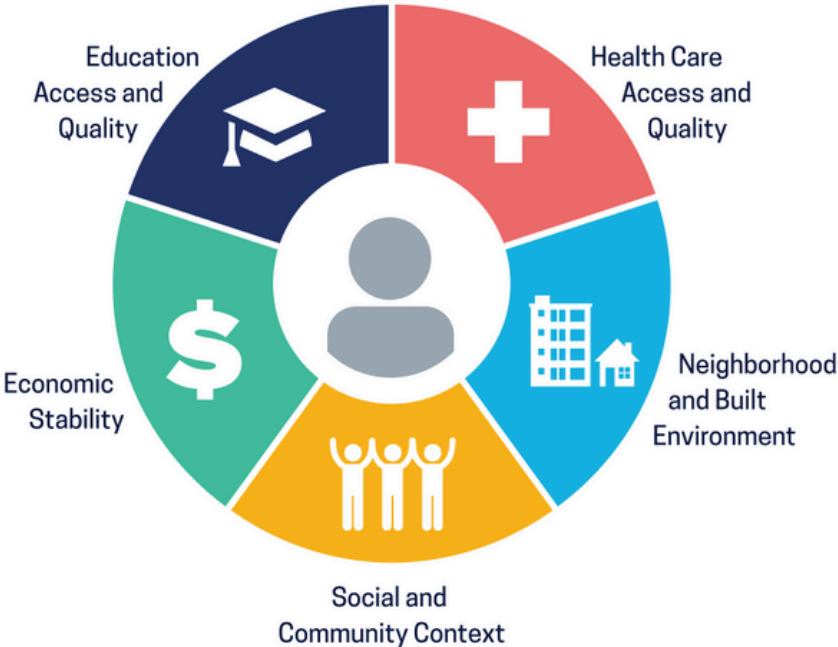 Education
Access and
Quality
Health Care
Access and
Quality
$
Economic
Stability
Neighborhood
and Built
Environment
Social and
Community Context